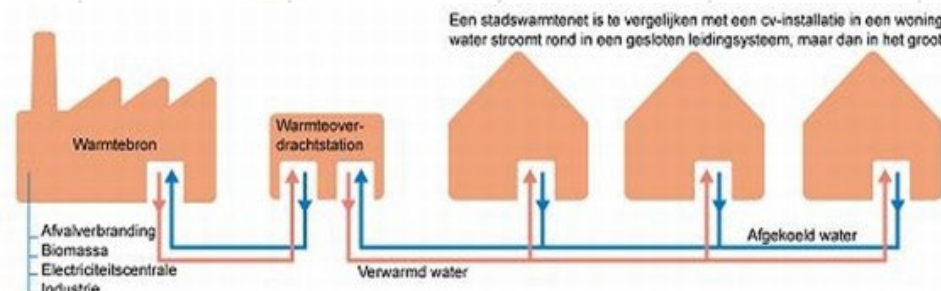 Een stadswarmtenet is te vergelijken met een cv-installatie in een woning
water stroomt rond in een gesloten leidingsysteem, maar dan in het groot
Warmtebron
Warmteover-
drachtstation
Afvalverbranding
Biomassa
Electriciteitscentrale
Industrie
Verwarmd water
Afgekoeld water